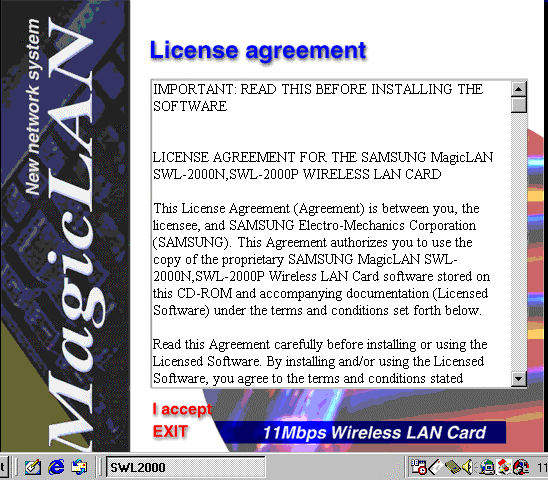 New network system
MagicLAN
License agreement
IMPORTANT: READ THIS BEFORE INSTALLING THE
SOFTWARE
LICENSE AGREEMENT FOR THE SAMSUNG MagicLAN
SWL-2000N,SWL-2000P WIRELESS LAN CARD
This License Agreement (Agreement) is between you, the
licensee, and SAMSUNG Electro-Mechanics Corporation
(SAMSUNG). This Agreement authorizes you to use the
copy of the proprietary SAMSUNG MagicLAN SWL-
2000N,SWL-2000P Wireless LAN Card software stored on
this CD-ROM and accompanying documentation (Licensed
Software) under the terms and conditions set forth below.
Read this Agreement carefully before installing or using the
Licensed Software. By installing and/or using the Licensed
Software, you agree to the terms and conditions stated
I accept
EXIT
11Mbps Wireless LAN Card
t
SWL2000
11